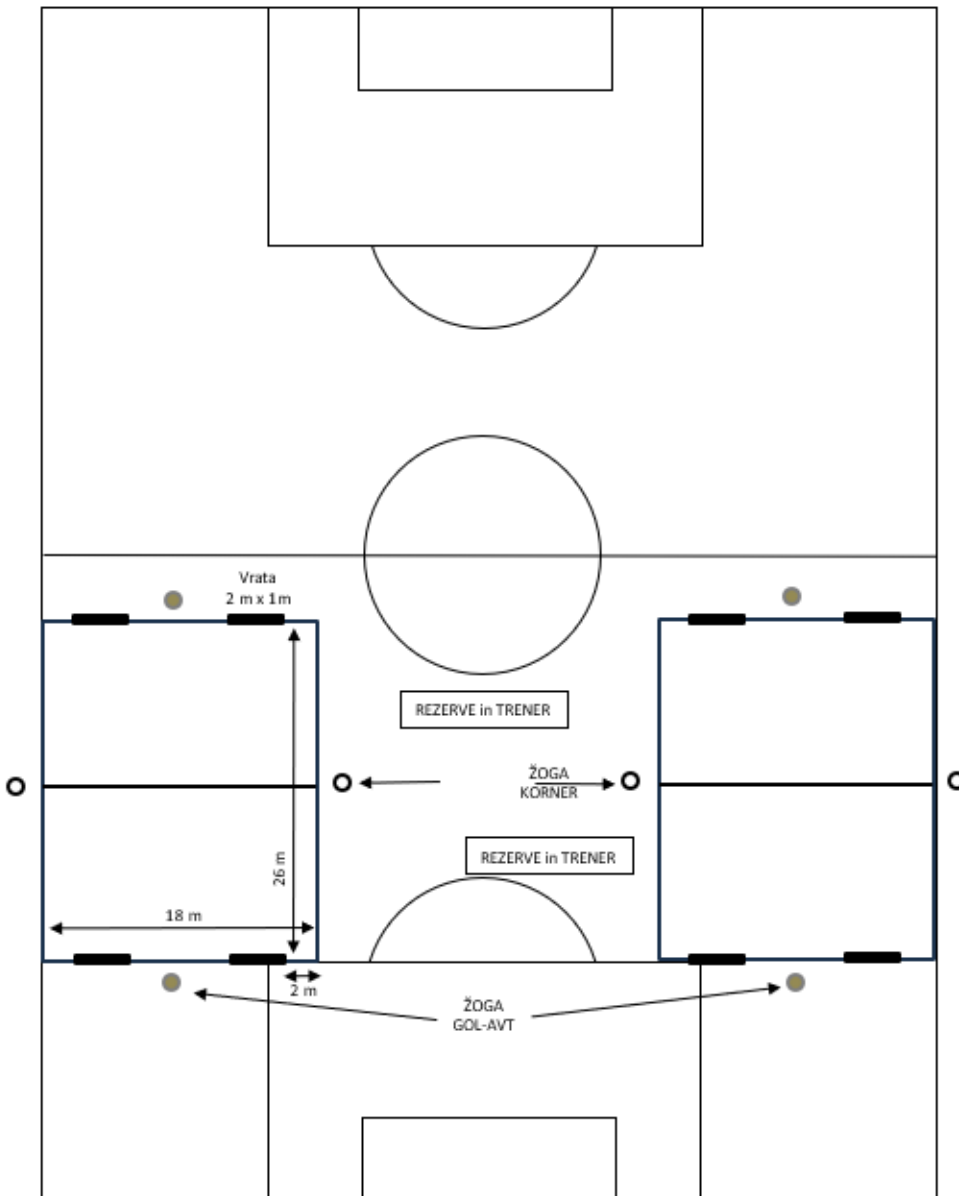 Vrata
2 m x 1m
REZERVE in TRENER
ŽOGA
KORNER
REZERVE in TRENER
26 m
18 m
2 m
ŽOGA
GOL-AVT